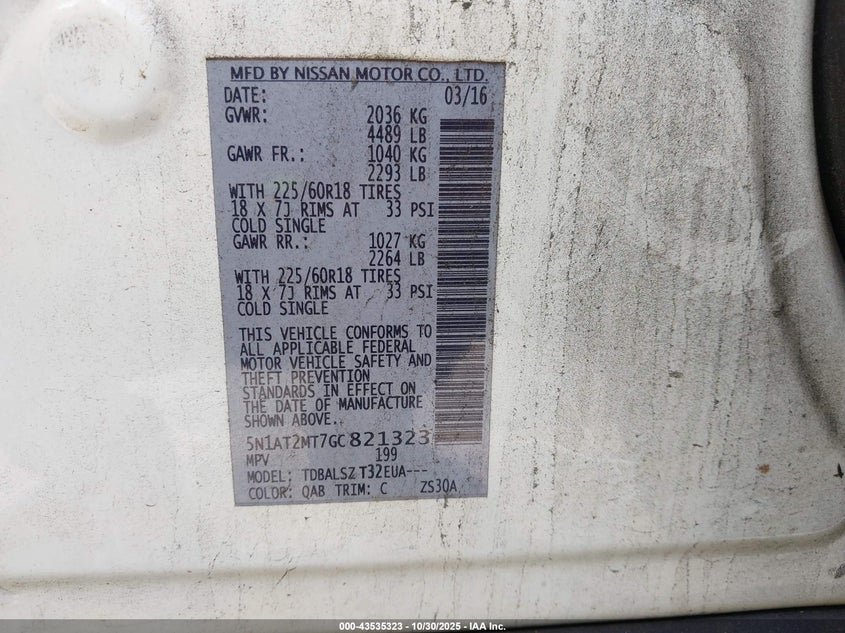 MFD BY NISSAN MOTOR CO., LTD.
DATE: 03/16
GVWR: 2036 KG
4489 LB
GAWR FR.: 1040 KG
2293 LB
WITH 225/60R18 TIRES
18 X 7J RIMS AT 33 PSI
COLD SINGLE
GAWR RR.: 1027 KG
2264 LB
WITH 225/60R18 TIRES
18 X 7J RIMS AT 33 PSI
COLD SINGLE
THIS VEHICLE CONFORMS TO
ALL APPLICABLE FEDERAL
MOTOR VEHICLE SAFETY AND
THEFT PREVENTION
STANDARDS IN EFFECT ON
THE DATE OF MANUFACTURE
SHOWN ABOVE.
5N1AT2MT7GC821323
MPV 199
MODEL: TDBALSZ T32EUA---
COLOR: QAB TRIM: C ZS30A
000-43535323 - 10/30/2025 - IAA Inc.